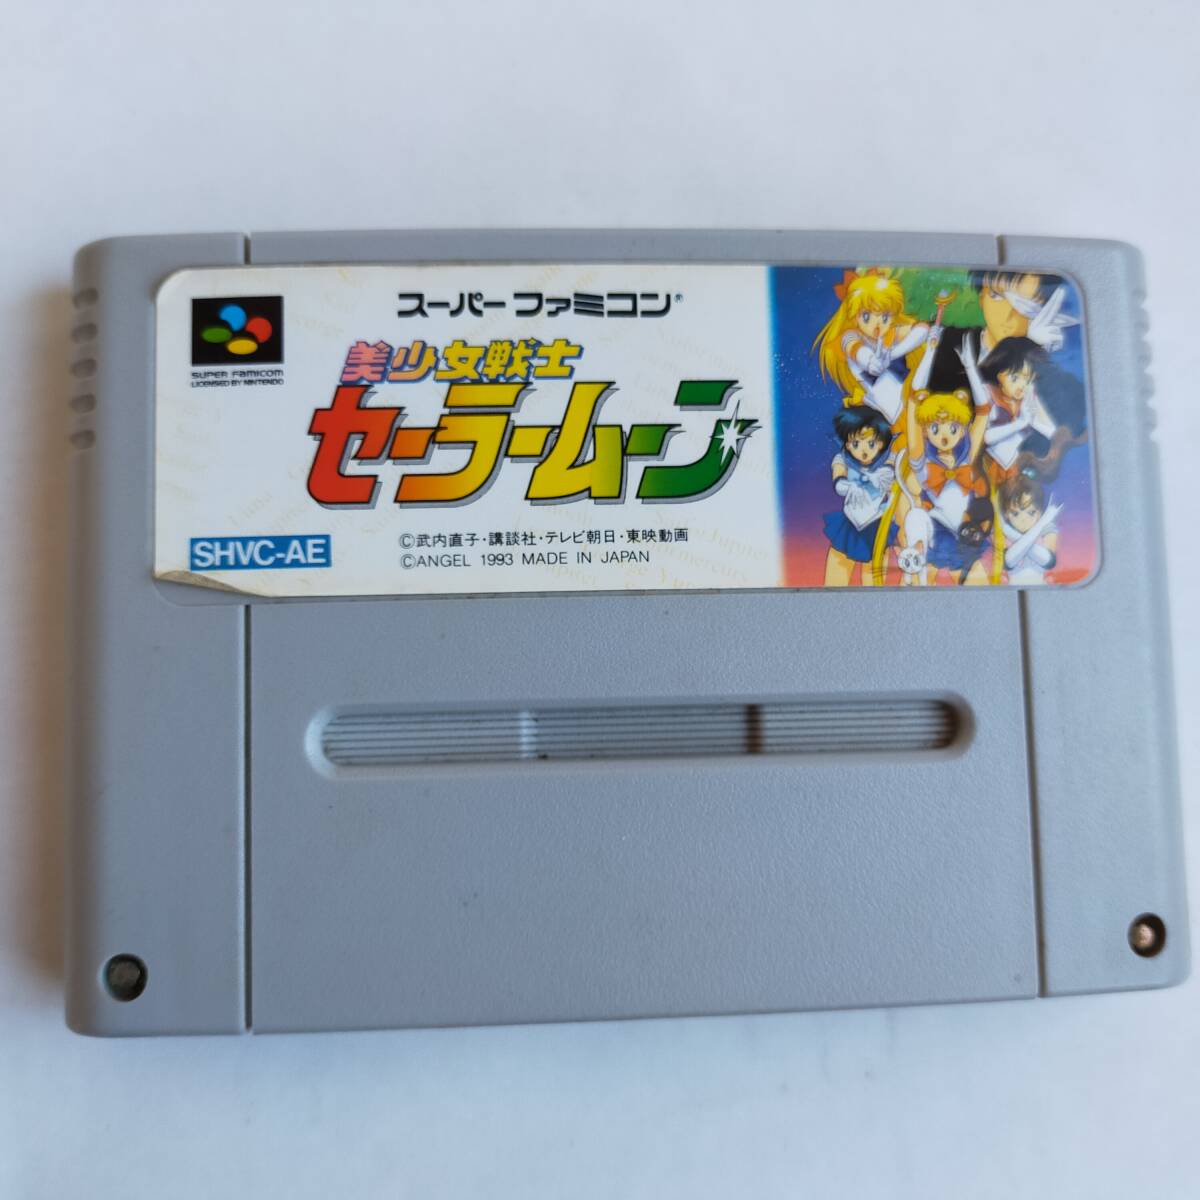 スーパーファミコン®
SUPER FAMICOM
LICENSED BY NINTENDO
美少女戦士
セーラームーン
SHVC-AE
©武内直子・講談社・テレビ朝日・東映動画
©ANGEL 1993 MADE IN JAPAN